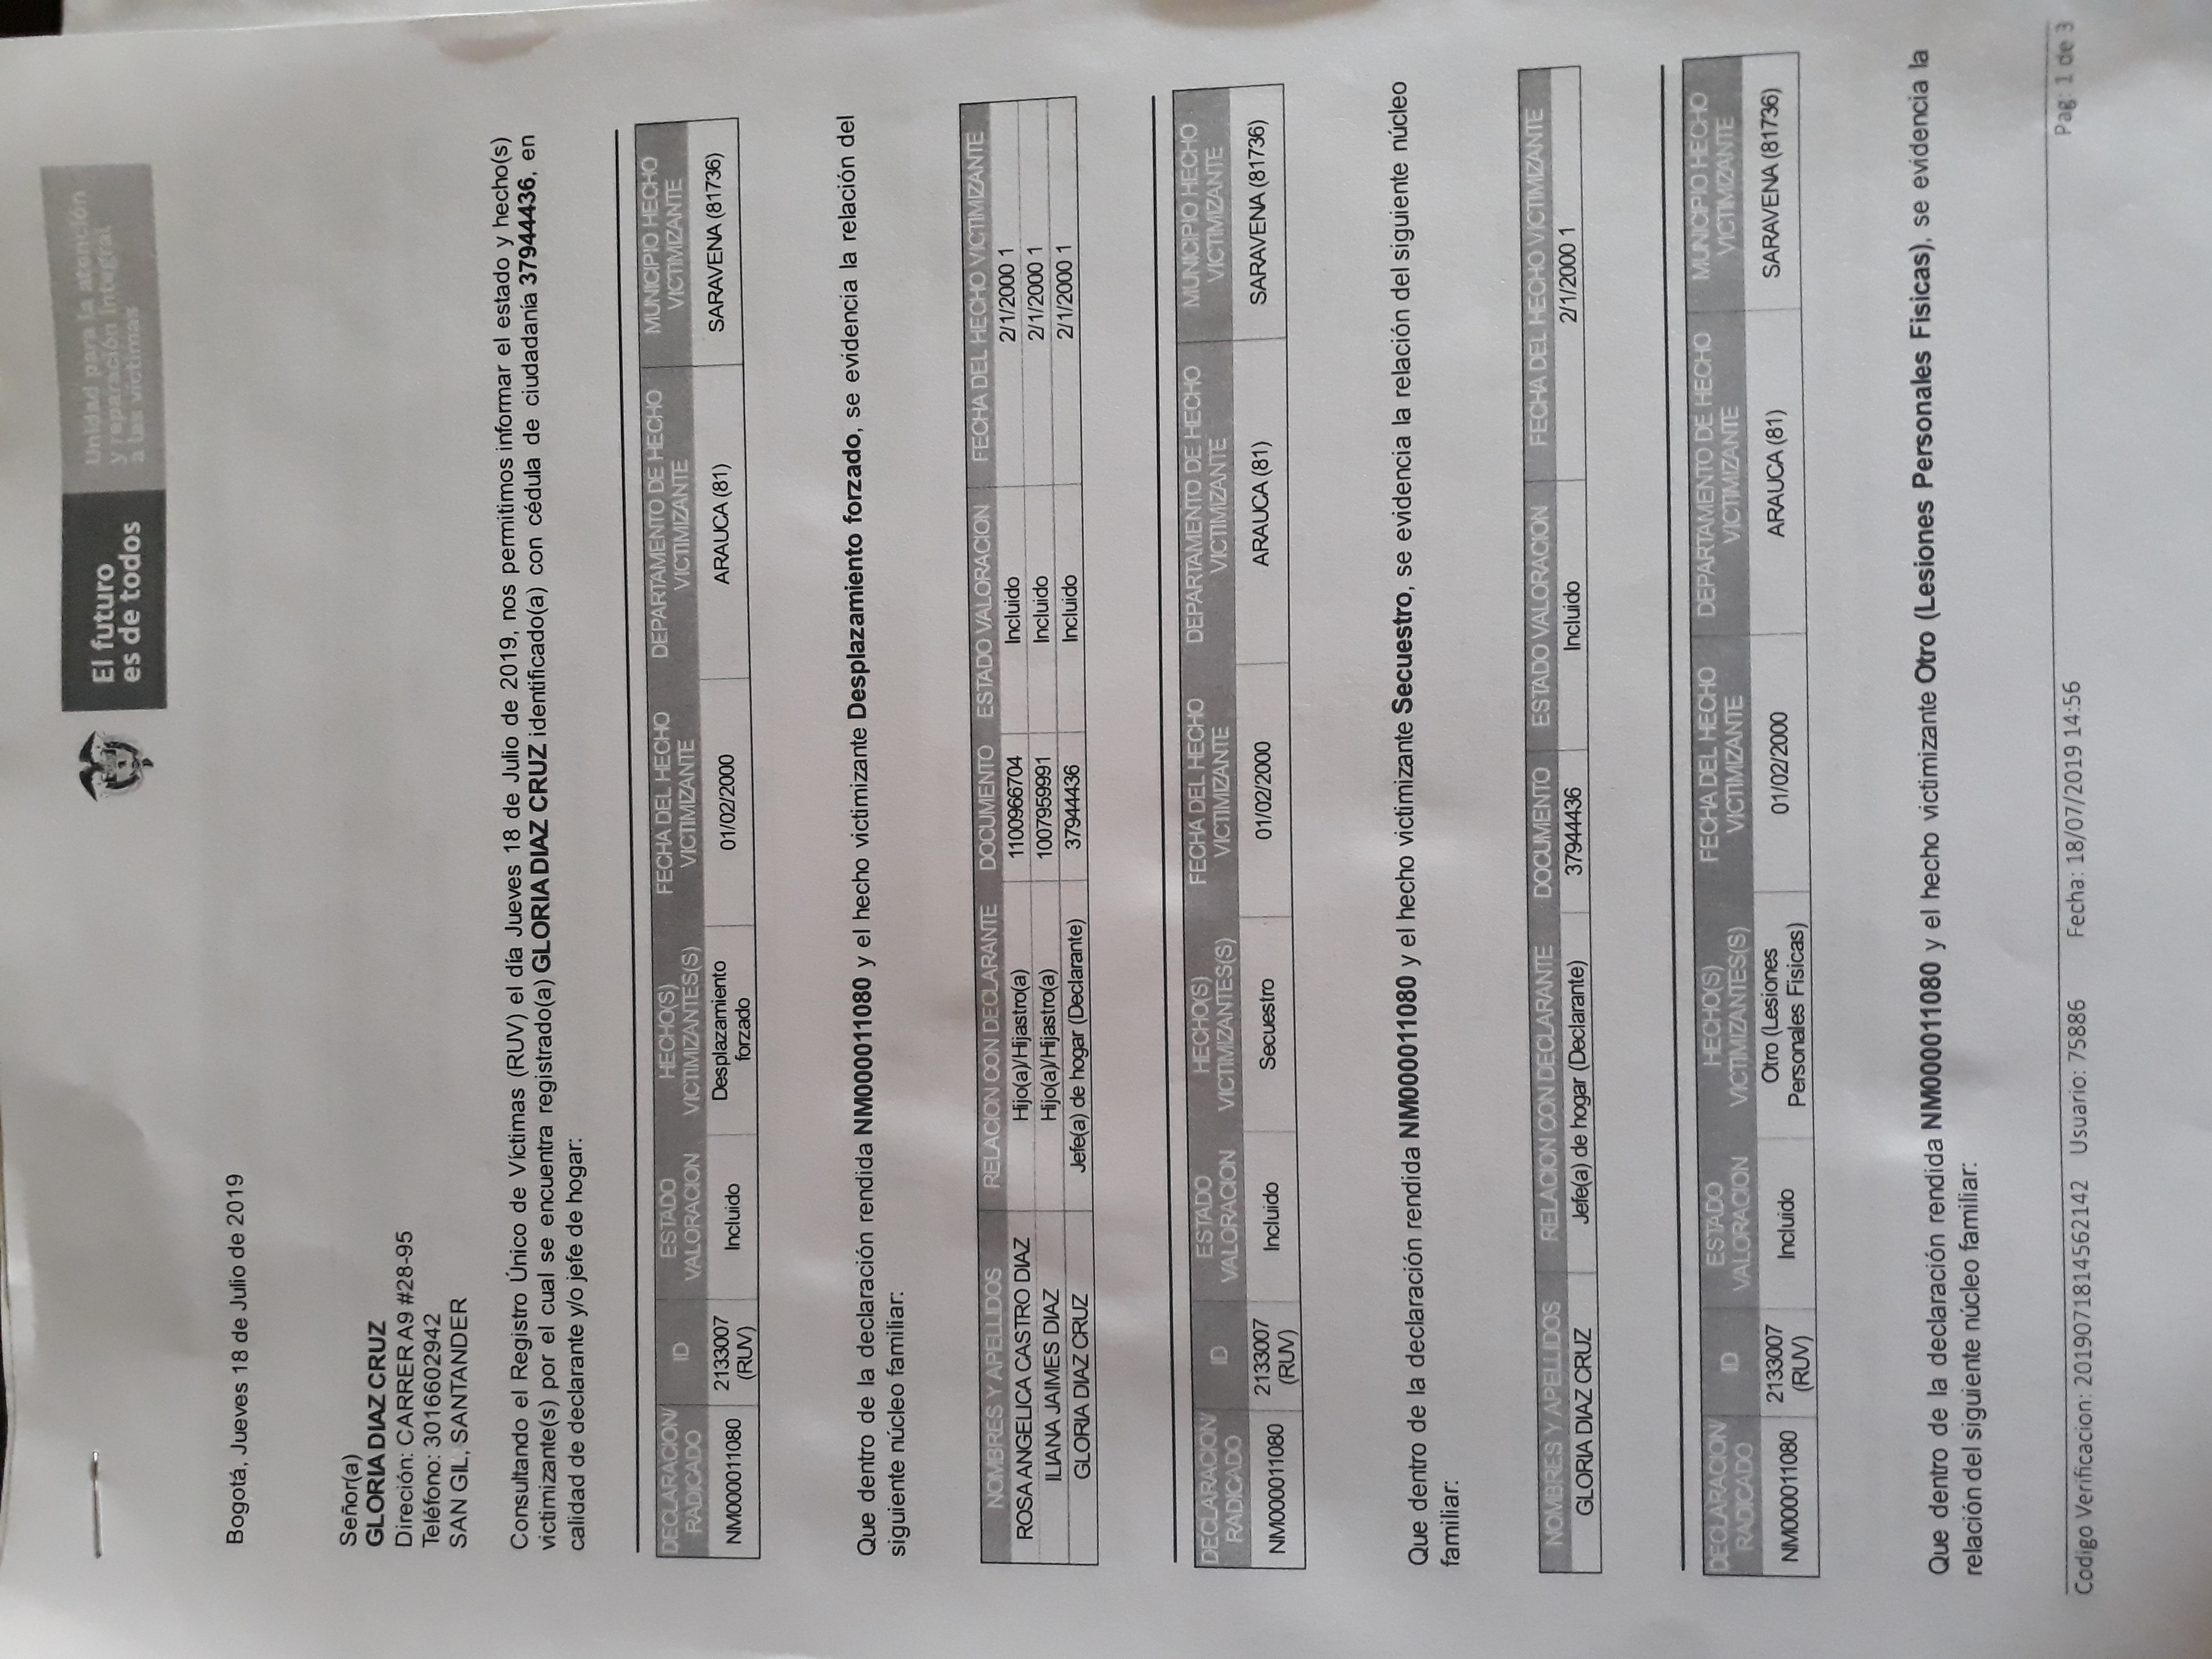 El futuro
es de todos
Unidad para la atención
y reparación integral
a las víctimas
Bogotá, Jueves 18 de Julio de 2019
Señor(a)
GLORIA DIAZ CRUZ
Direción: CARRER A9 #28-95
Teléfono: 3016602942
SAN GIL, SANTANDER
Consultando el Registro Único de Víctimas (RUV) el día Jueves 18 de Julio de 2019, nos permitimos informar el estado y hecho(s)
victimizante(s) por el cual se encuentra registrado(a) GLORIA DIAZ CRUZ identificado(a) con cédula de ciudadanía 37944436, en
calidad de declarante y/o jefe de hogar:
DECLARACION/ RADICADO ID ESTADO VALORACION HECHO(S) VICTIMIZANTES(S) FECHA DEL HECHO VICTIMIZANTE DEPARTAMENTO DE HECHO VICTIMIZANTE MUNICIPIO HECHO VICTIMIZANTE
NM000011080 2133007 (RUV) Incluido Desplazamiento forzado 01/02/2000 ARAUCA (81) SARAVENA (81736)
Que dentro de la declaración rendida NM000011080 y el hecho victimizante Desplazamiento forzado, se evidencia la relación del
siguiente núcleo familiar:
NOMBRES Y APELLIDOS RELACION CON DECLARANTE DOCUMENTO ESTADO VALORACION FECHA DEL HECHO VICTIMIZANTE
ROSA ANGELICA CASTRO DIAZ Hijo(a)/Hijastro(a) 1100966704 Incluido 2/1/2000 1
ILIANA JAIMES DIAZ Hijo(a)/Hijastro(a) 1007959991 Incluido 2/1/2000 1
GLORIA DIAZ CRUZ Jefe(a) de hogar (Declarante) 37944436 Incluido 2/1/2000 1
DECLARACION/ RADICADO ID ESTADO VALORACION HECHO(S) VICTIMIZANTES(S) FECHA DEL HECHO VICTIMIZANTE DEPARTAMENTO DE HECHO VICTIMIZANTE MUNICIPIO HECHO VICTIMIZANTE
NM000011080 2133007 (RUV) Incluido Secuestro 01/02/2000 ARAUCA (81) SARAVENA (81736)
Que dentro de la declaración rendida NM000011080 y el hecho victimizante Secuestro, se evidencia la relación del siguiente núcleo
familiar:
NOMBRES Y APELLIDOS RELACION CON DECLARANTE DOCUMENTO ESTADO VALORACION FECHA DEL HECHO VICTIMIZANTE
GLORIA DIAZ CRUZ Jefe(a) de hogar (Declarante) 37944436 Incluido 2/1/2000 1
DECLARACION/ RADICADO ID ESTADO VALORACION HECHO(S) VICTIMIZANTES(S) FECHA DEL HECHO VICTIMIZANTE DEPARTAMENTO DE HECHO VICTIMIZANTE MUNICIPIO HECHO VICTIMIZANTE
NM000011080 2133007 (RUV) Incluido Otro (Lesiones Personales Fisicas) 01/02/2000 ARAUCA (81) SARAVENA (81736)
Que dentro de la declaración rendida NM000011080 y el hecho victimizante Otro (Lesiones Personales Fisicas), se evidencia la
relación del siguiente núcleo familiar:
Codigo Verificacion: 2019071814562142 Usuario: 75886 Fecha: 18/07/2019 14:56 Pag: 1 de 3